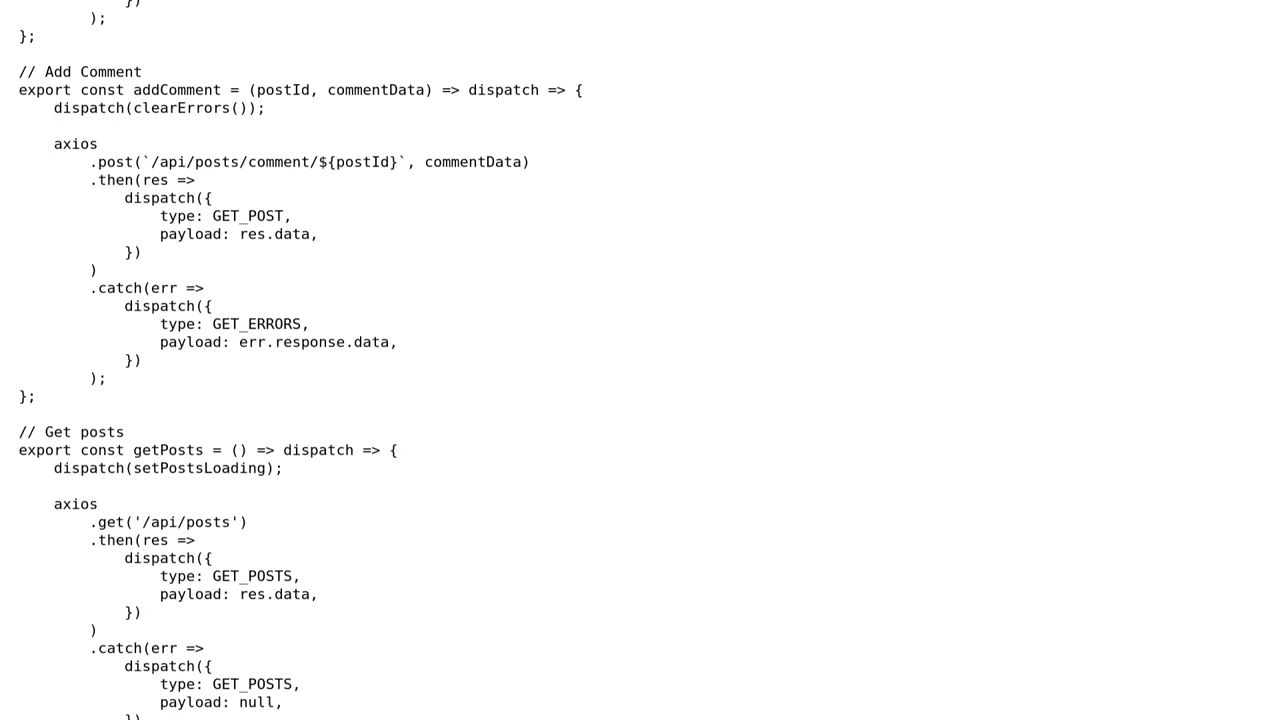 })
        );
};

// Add Comment
export const addComment = (postId, commentData) => dispatch => {
    dispatch(clearErrors());

    axios
        .post(`/api/posts/comment/${postId}`, commentData)
        .then(res =>
            dispatch({
                type: GET_POST,
                payload: res.data,
            })
        )
        .catch(err =>
            dispatch({
                type: GET_ERRORS,
                payload: err.response.data,
            })
        );
};

// Get posts
export const getPosts = () => dispatch => {
    dispatch(setPostsLoading);

    axios
        .get('/api/posts')
        .then(res =>
            dispatch({
                type: GET_POSTS,
                payload: res.data,
            })
        )
        .catch(err =>
            dispatch({
                type: GET_POSTS,
                payload: null,
            })